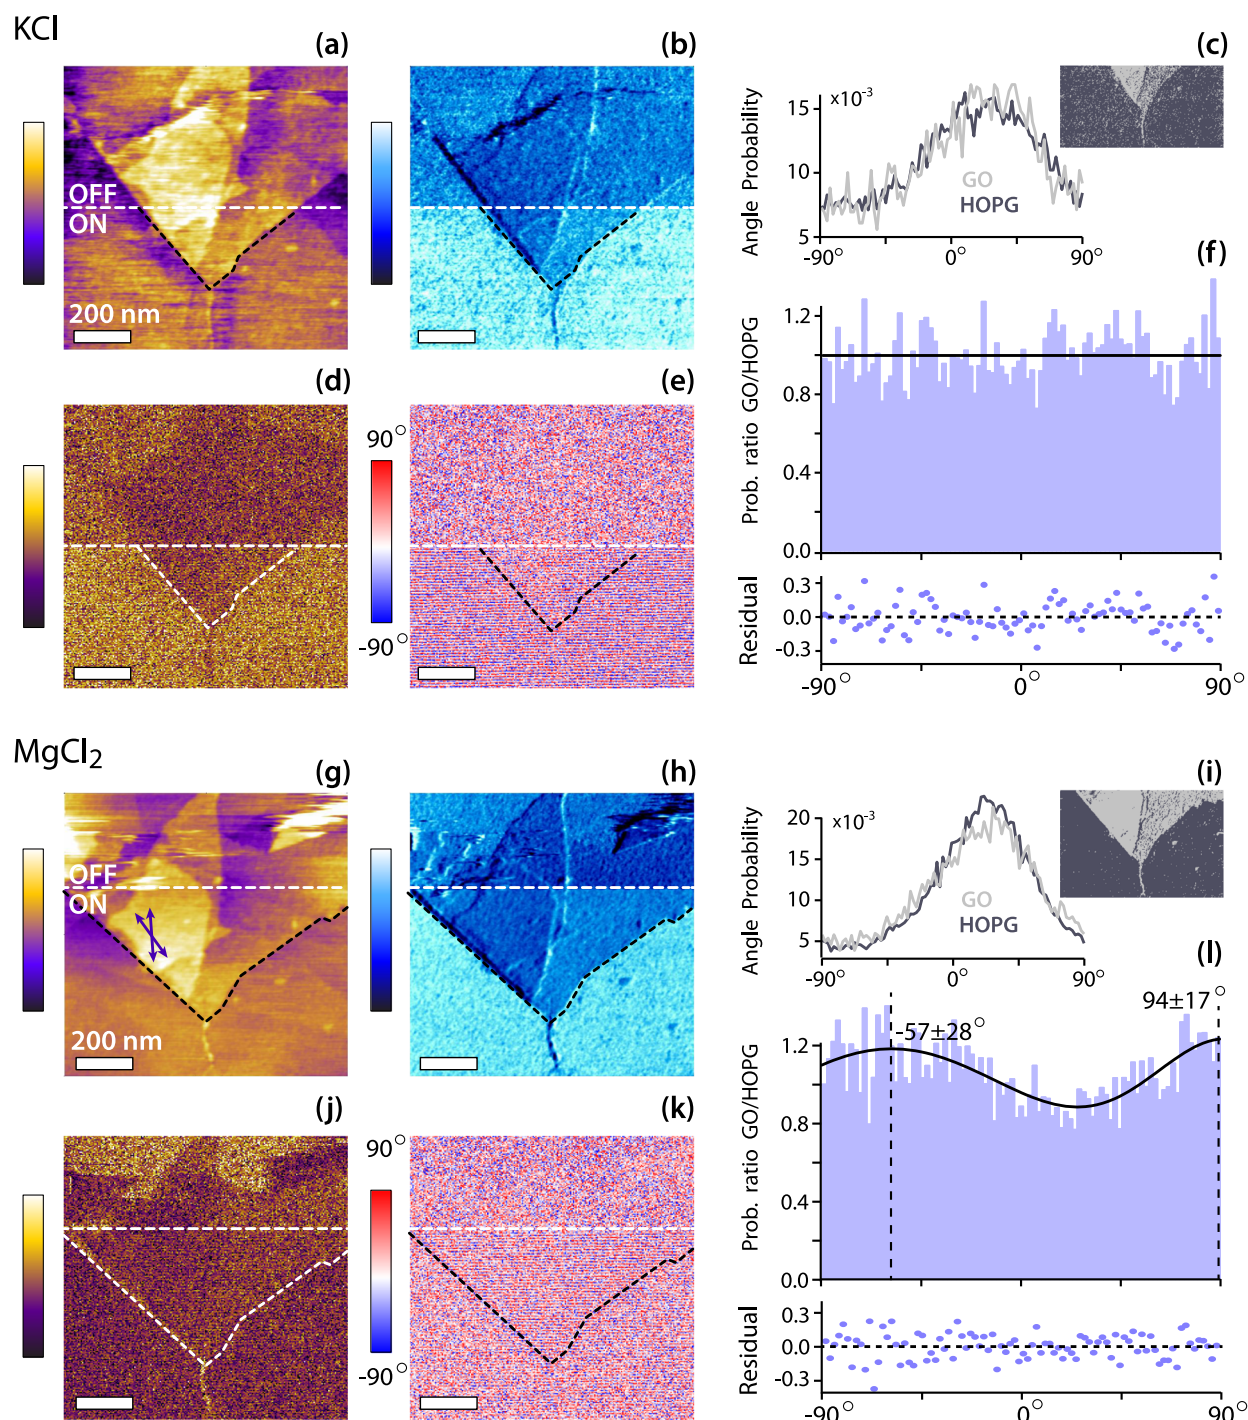 KCl
(a)
(b)
(c)
OFF
ON
200 nm
Angle Probability
x10⁻³
15
10
5
GO
HOPG
-90° 0° 90°
(d)
(e)
90°
-90°
(f)
Prob. ratio GO/HOPG
1.2
0.8
0.4
0.0
Residual
0.3
0.0
-0.3
-90° 0° 90°
MgCl₂
(g)
(h)
(i)
OFF
ON
200 nm
Angle Probability
x10⁻³
20
15
10
5
GO
HOPG
-90° 0° 90°
(j)
(k)
90°
-90°
(l)
94±17°
-57±28°
Prob. ratio GO/HOPG
1.2
0.8
0.4
0.0
Residual
0.3
0.0
-0.3
-90° 0° 90°